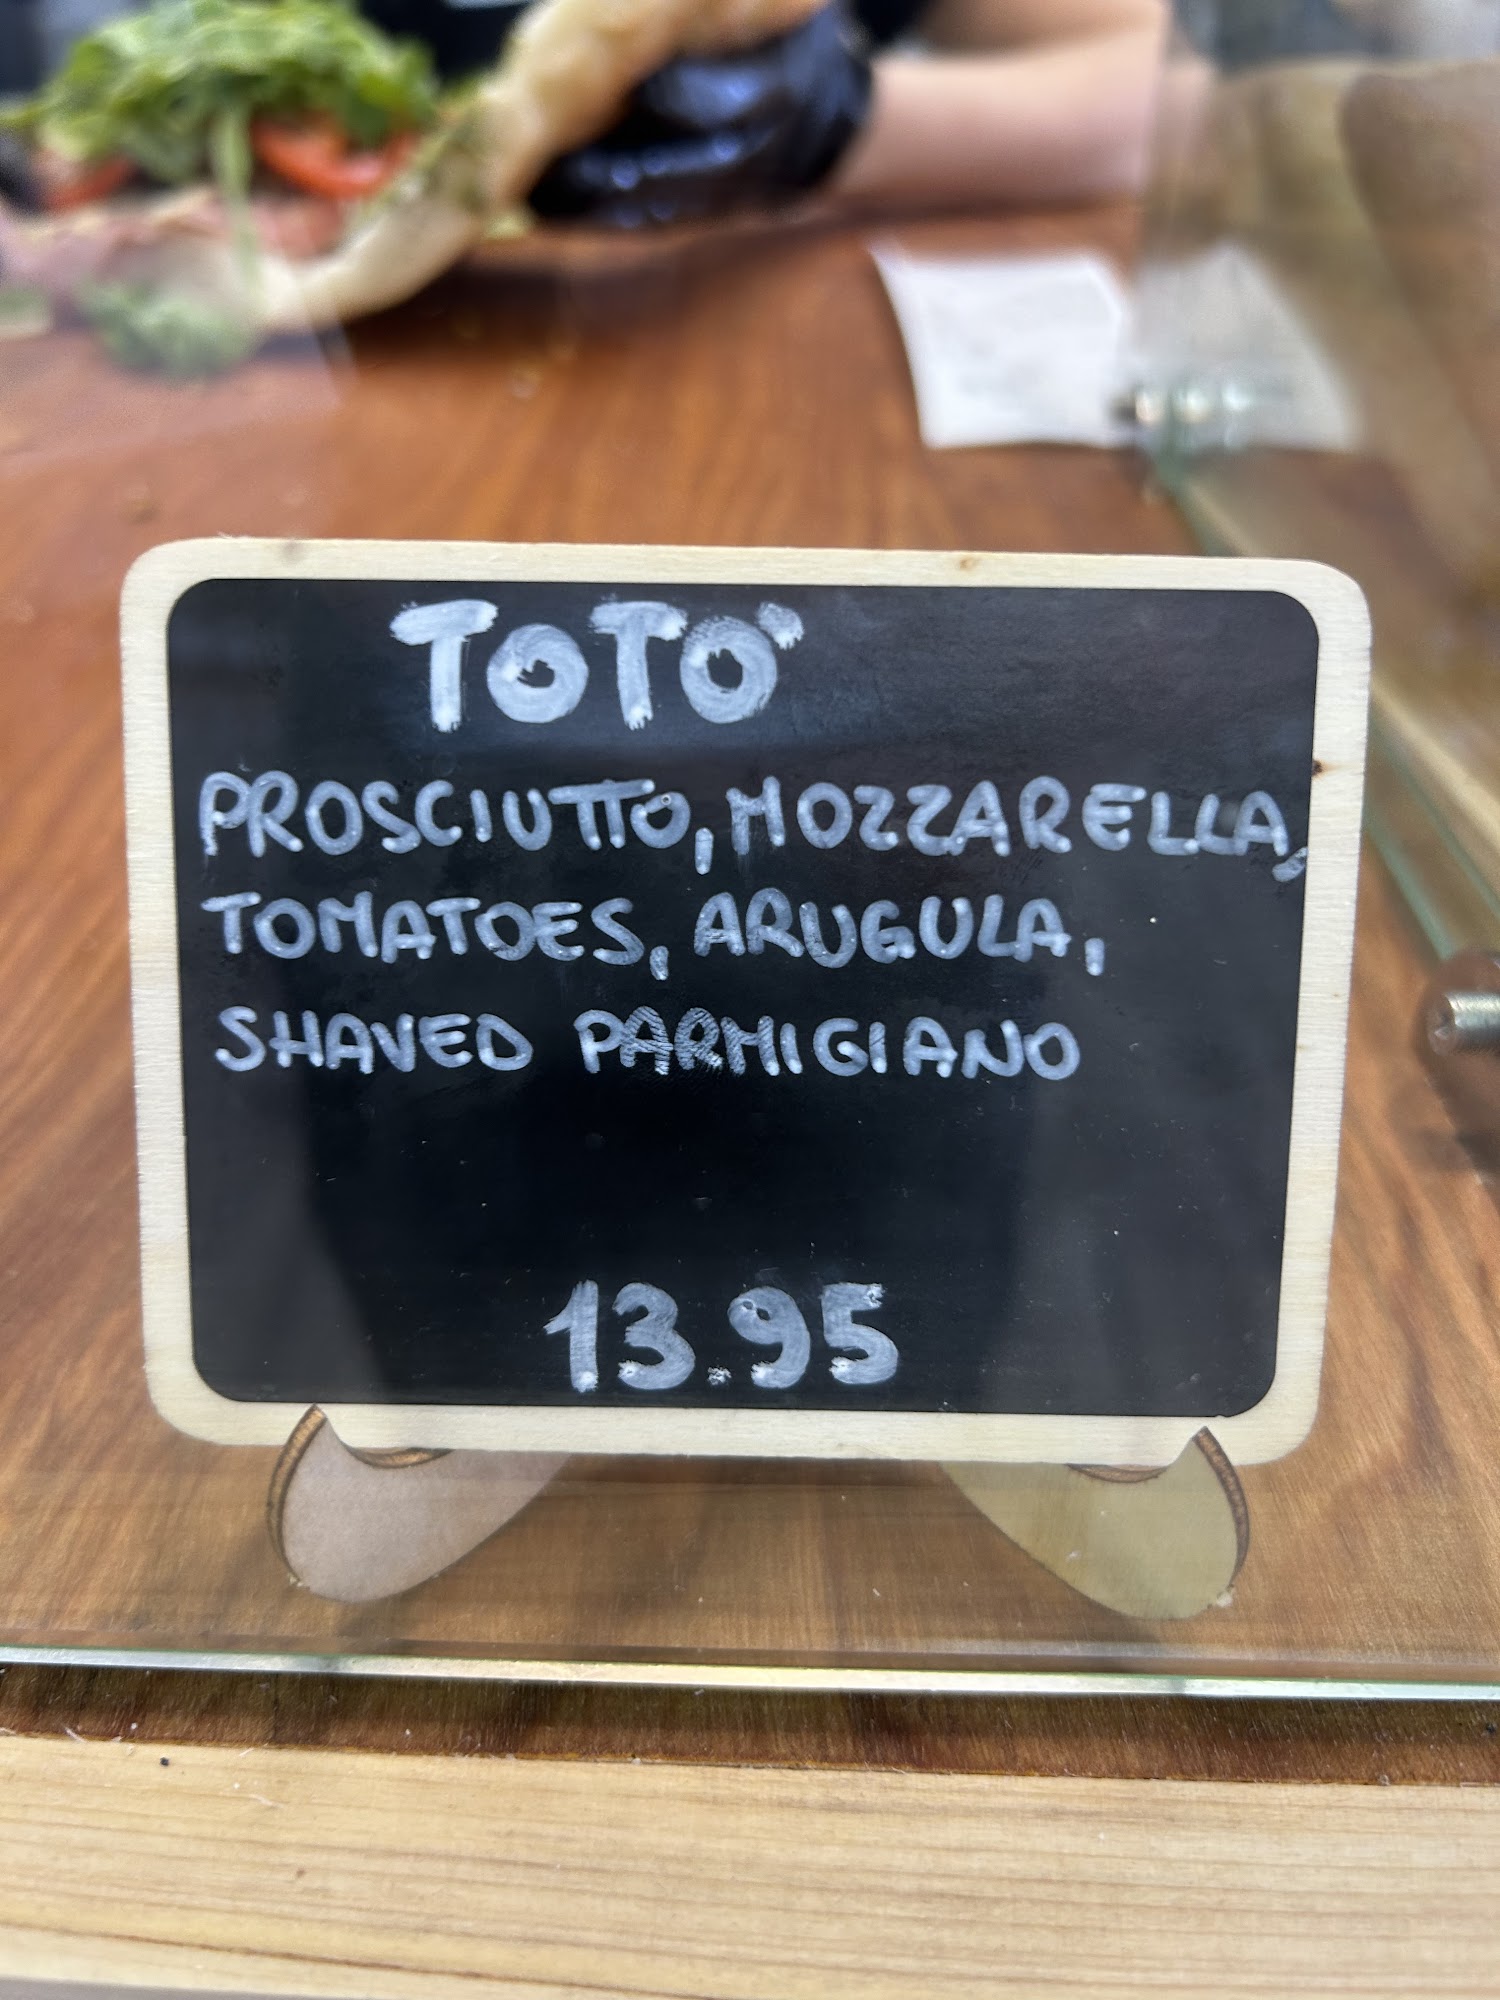 TOTO'
PROSCIUTTO, MOZZARELLA,
TOMATOES, ARUGULA,
SHAVED PARMIGIANO
13.95